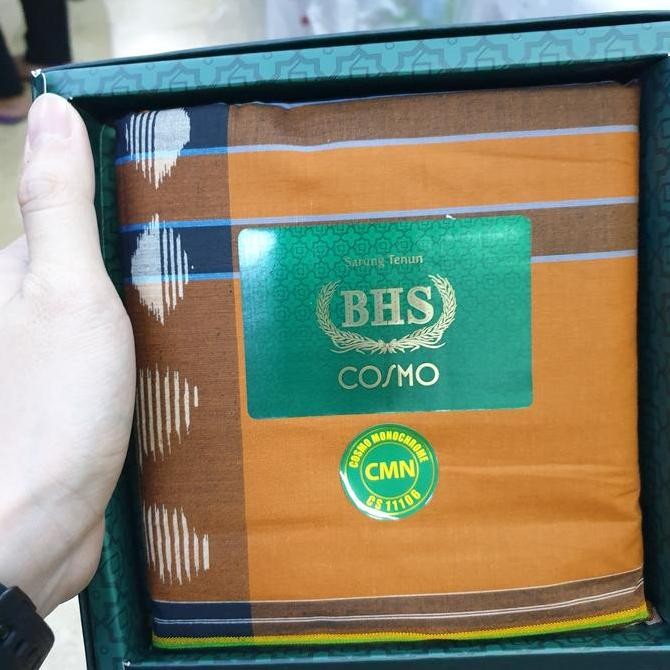 Sarung Tenun
BHS
COSMO
COSMO MONOCHROME
CMN
CS 11106